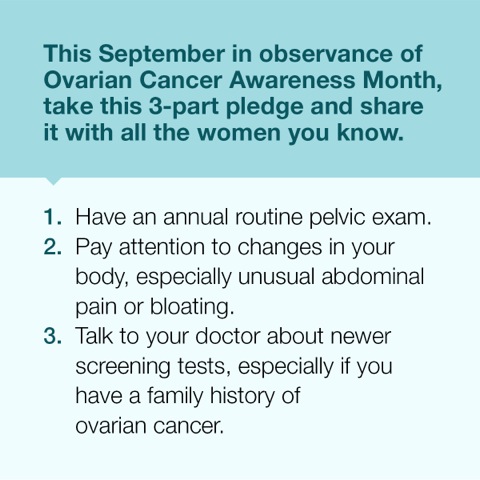 This September in observance of
Ovarian Cancer Awareness Month,
take this 3-part pledge and share
it with all the women you know.
1. Have an annual routine pelvic exam.
2. Pay attention to changes in your
body, especially unusual abdominal
pain or bloating.
3. Talk to your doctor about newer
screening tests, especially if you
have a family history of
ovarian cancer.